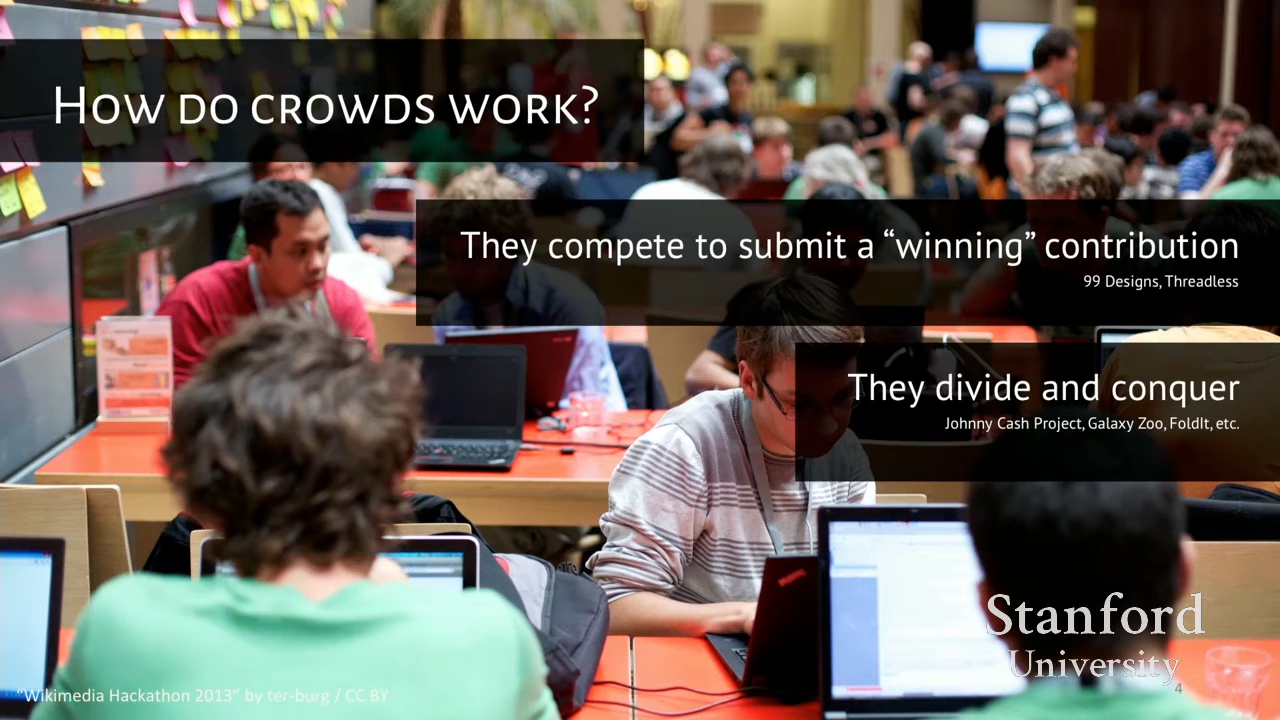 How do crowds work?
They compete to submit a “winning” contribution
99 Designs, Threadless
They divide and conquer
Johnny Cash Project, Galaxy Zoo, FoldIt, etc.
Stanford
University
4
“Wikimedia Hackathon 2013” by ter-burg / CC BY